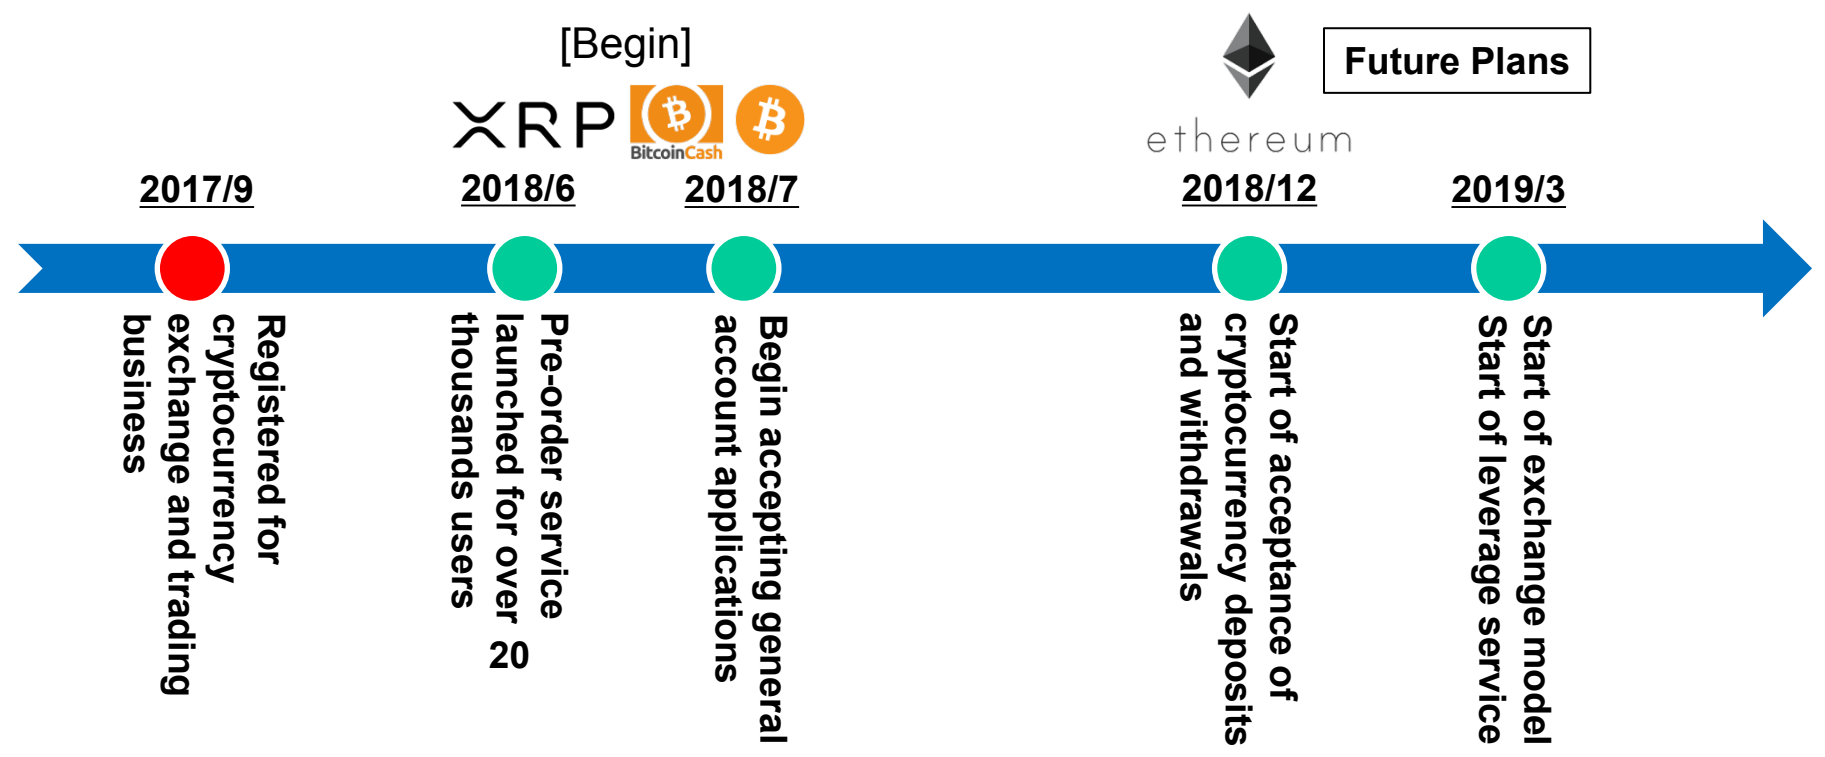 [Begin]
Future Plans
XRP
BitcoinCash
ethereum
2017/9
2018/6
2018/7
2018/12
2019/3
Registered for
cryptocurrency
exchange and trading
business
Pre-order service
launched for over 20
thousands users
Begin accepting general
account applications
Start of acceptance of
cryptocurrency deposits
and withdrawals
Start of exchange model
Start of leverage service